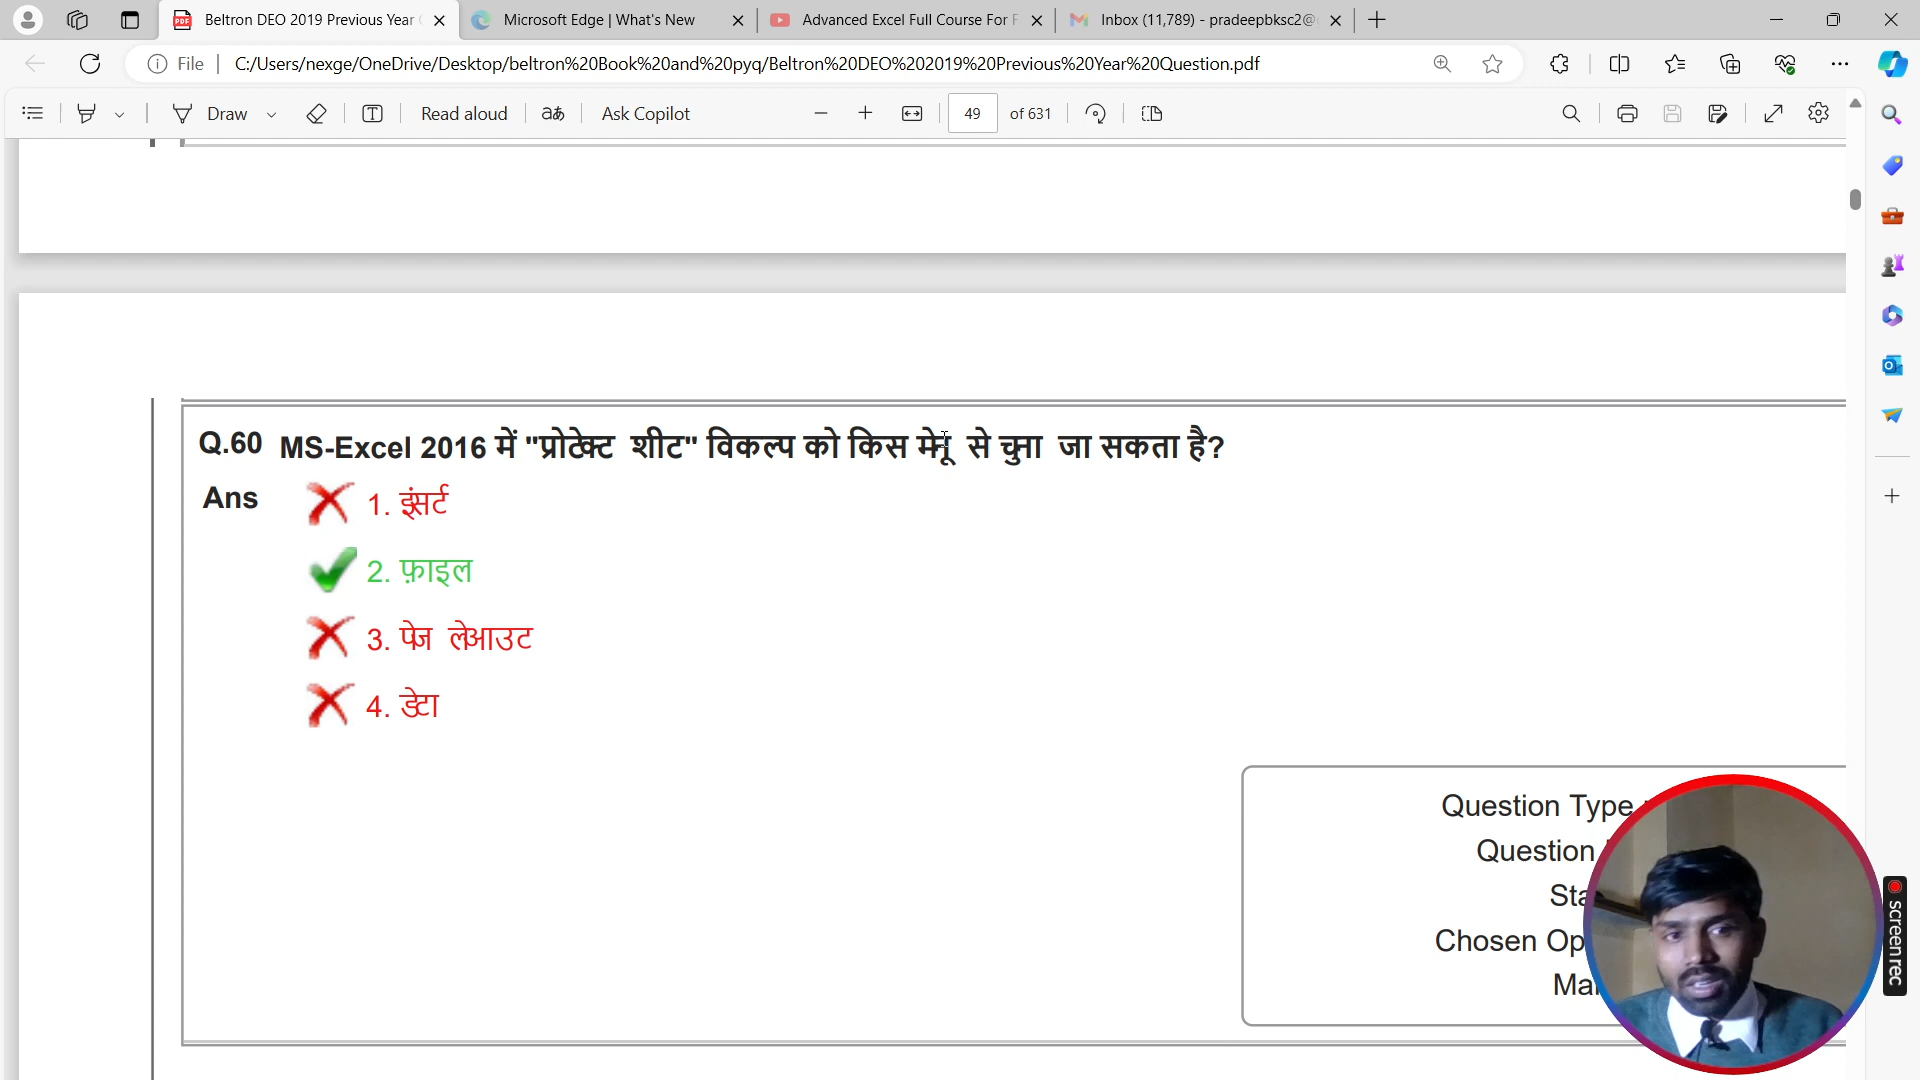 Beltron DEO 2019 Previous Year
Microsoft Edge | What's New
Advanced Excel Full Course For F
Inbox (11,789) - pradeepbksc2@
File
C:/Users/nexge/OneDrive/Desktop/beltron%20Book%20and%20pyq/Beltron%20DEO%202019%20Previous%20Year%20Question.pdf
Draw
Read aloud
Ask Copilot
49
of 631
Q.60 MS-Excel 2016 में "प्रोटेक्ट शीट" विकल्प को किस मेनू से चुना जा सकता है?
Ans
1. इंसर्ट
2. फ़ाइल
3. पेज लेआउट
4. डेटा
Question Type
Question
Sta
Chosen Op
Mar
screenrec